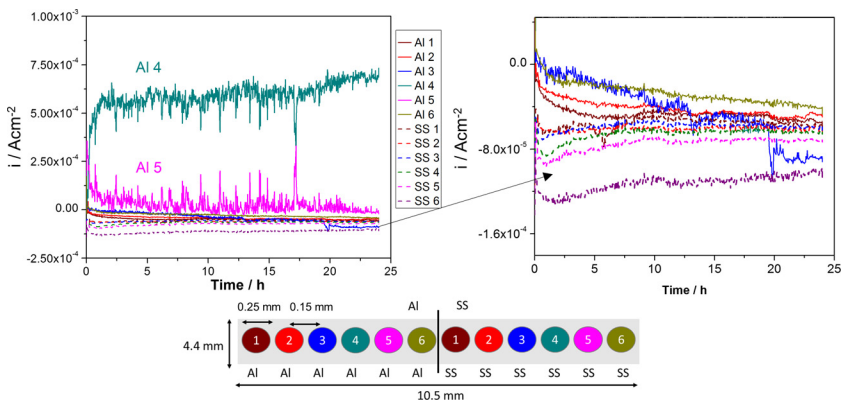 1.00x10⁻³
7.50x10⁻⁴
5.00x10⁻⁴
2.50x10⁻⁴
0.00
-2.50x10⁻⁴
i / Acm⁻²
Al 4
Al 5
0 5 10 15 20 25
Time / h
Al 1
Al 2
Al 3
Al 4
Al 5
Al 6
SS 1
SS 2
SS 3
SS 4
SS 5
SS 6
0.0
-8.0x10⁻⁵
-1.6x10⁻⁴
i / Acm⁻²
0 5 10 15 20 25
Time / h
0.25 mm 0.15 mm Al SS
4.4 mm
1 2 3 4 5 6 1 2 3 4 5 6
Al Al Al Al Al Al SS SS SS SS SS SS
10.5 mm